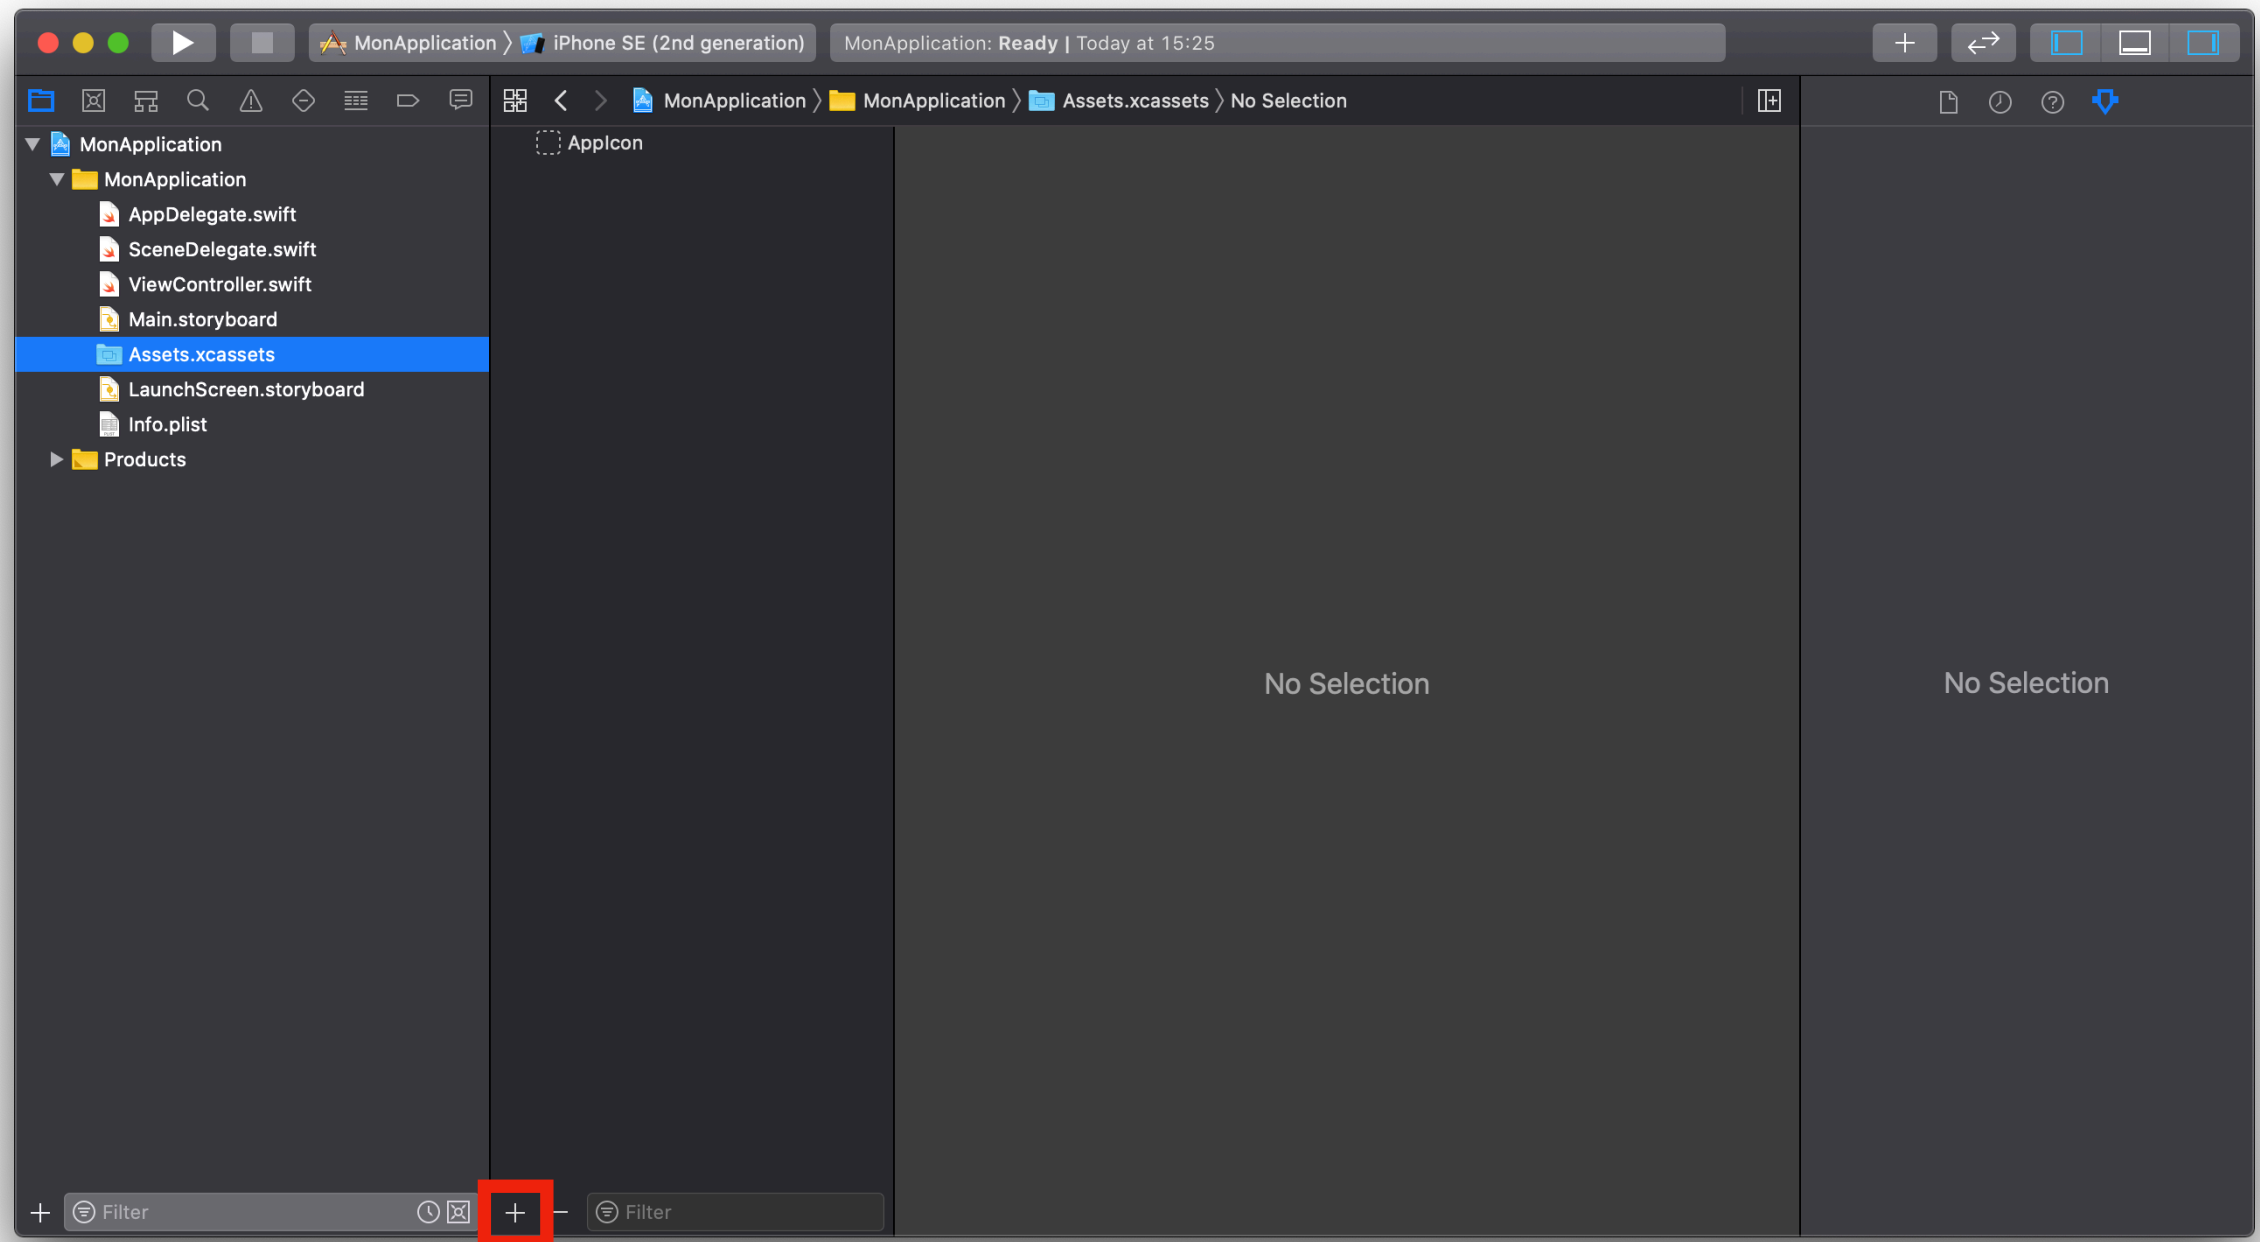 MonApplication 〉 iPhone SE (2nd generation)
MonApplication: Ready | Today at 15:25
MonApplication 〉 MonApplication 〉 Assets.xcassets 〉 No Selection
MonApplication
MonApplication
AppDelegate.swift
SceneDelegate.swift
ViewController.swift
Main.storyboard
Assets.xcassets
LaunchScreen.storyboard
Info.plist
Products
AppIcon
No Selection
No Selection
Filter
Filter